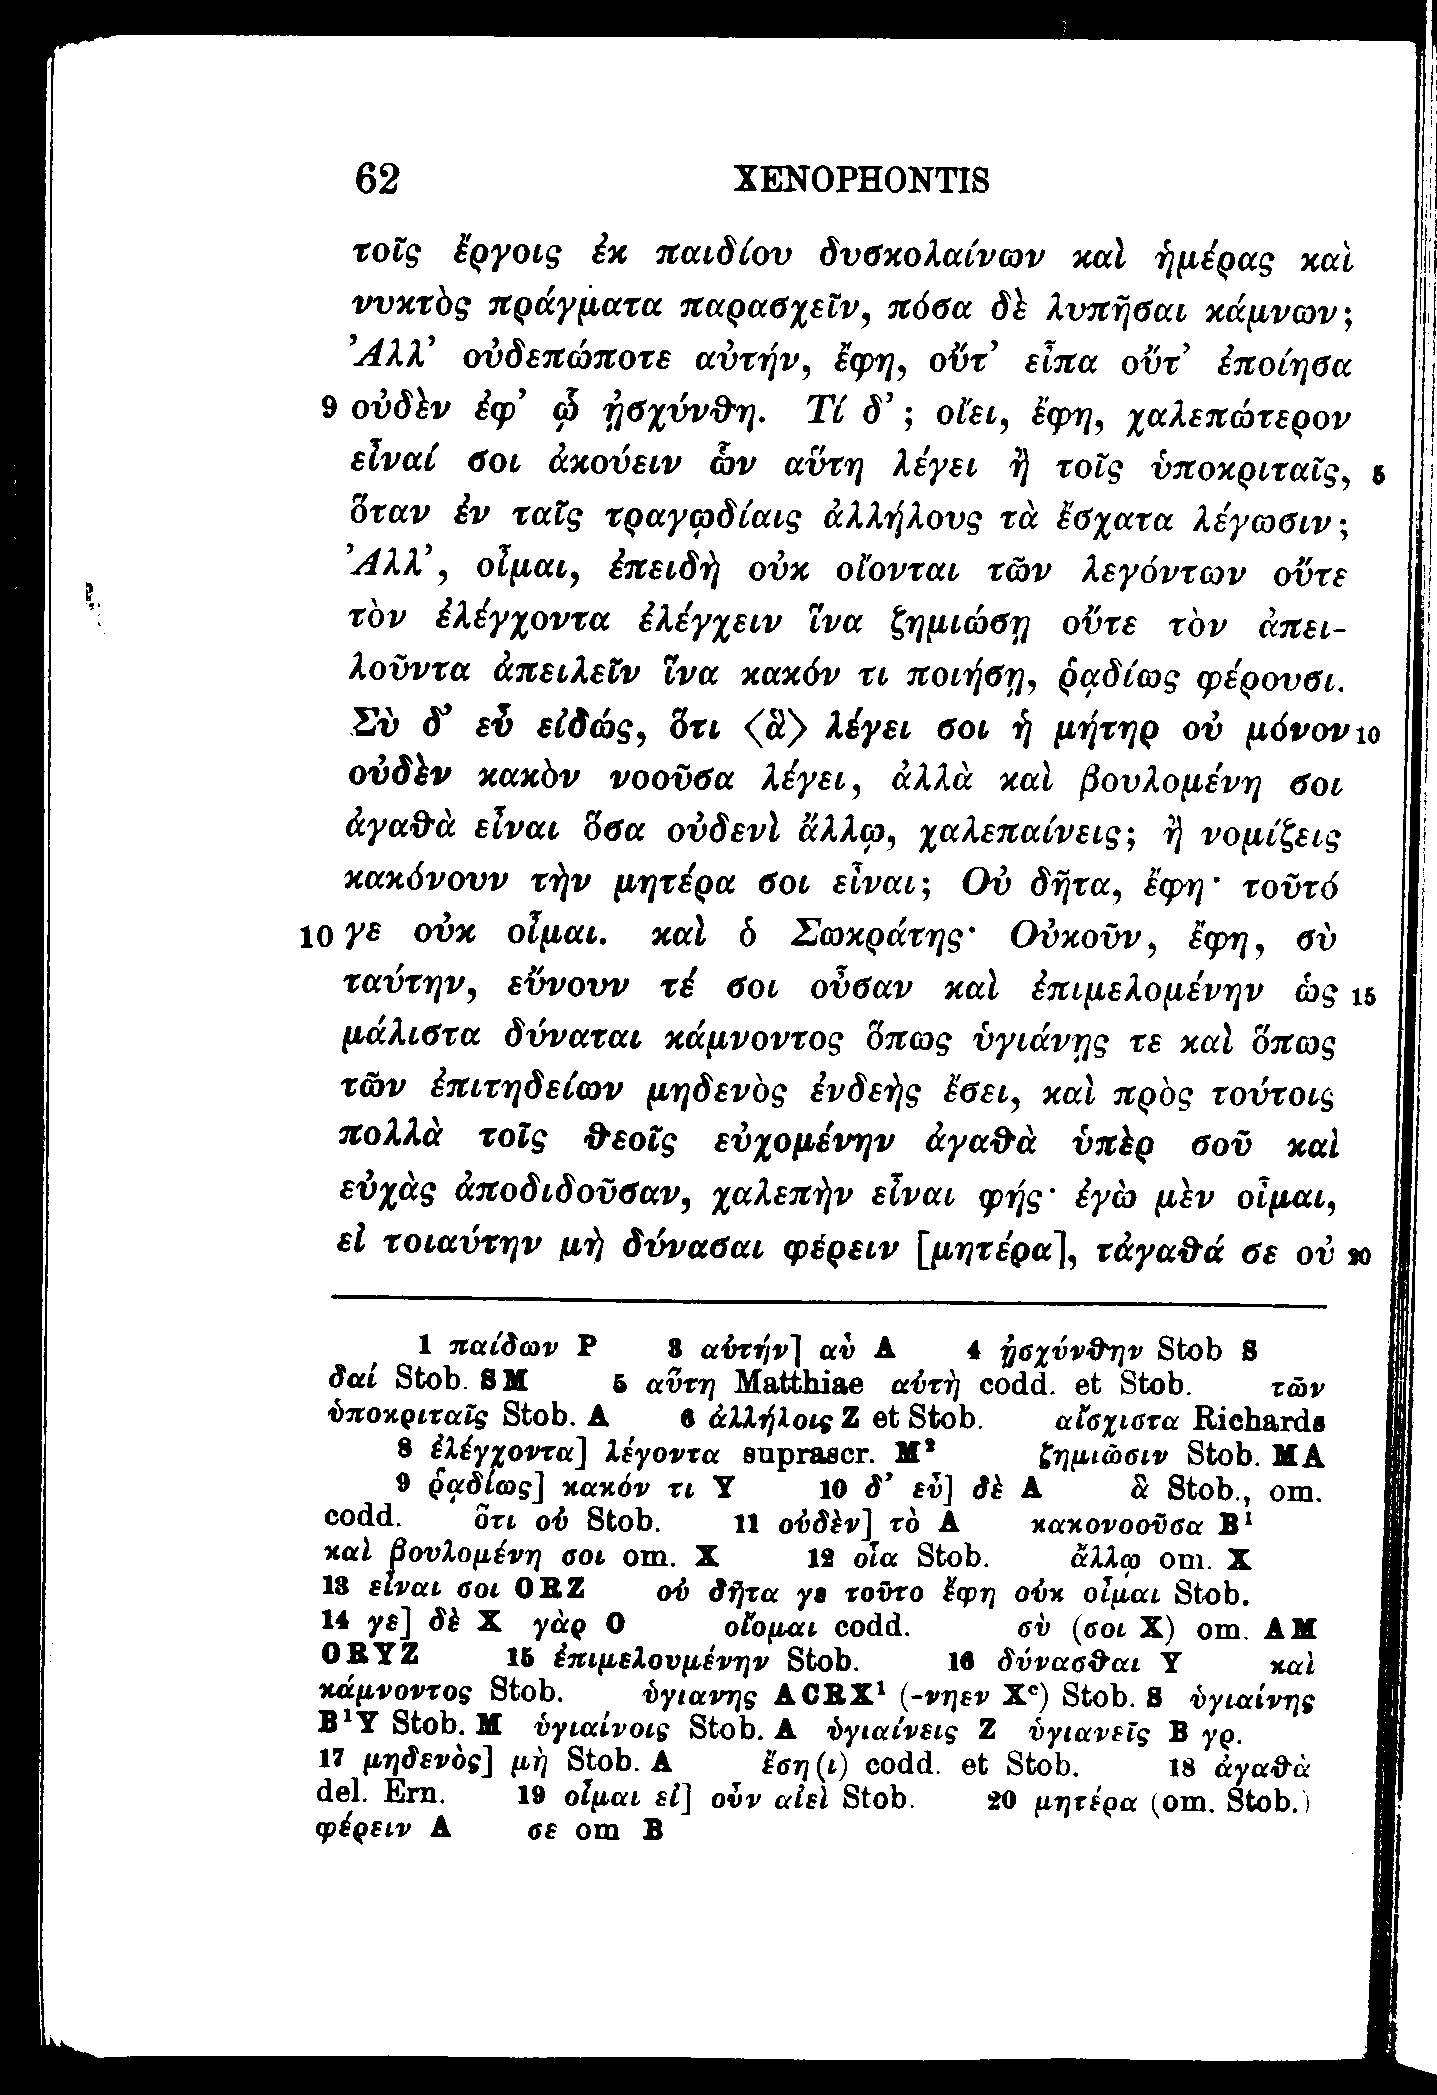 62 XENOPHONTIS
τοῖς ἔργοις ἐκ παιδίου δυσκολαίνων καὶ ἡμέρας καὶ
νυκτὸς πράγματα παρασχεῖν, πόσα δὲ λυπῆσαι κάμνων;
Ἀλλ’ οὐδεπώποτε αὐτήν, ἔφη, οὔτ’ εἶπα οὔτ’ ἐποίησα
9 οὐδὲν ἐφ’ ᾧ ᾐσχύνθη. Τί δ’; οἴει, ἔφη, χαλεπώτερον
εἶναί σοι ἀκούειν ὧν αὕτη λέγει ἢ τοῖς ὑποκριταῖς, 5
ὅταν ἐν ταῖς τραγῳδίαις ἀλλήλους τὰ ἔσχατα λέγωσιν;
Ἀλλ’, οἶμαι, ἐπειδὴ οὐκ οἴονται τῶν λεγόντων οὔτε
τὸν ἐλέγχοντα ἐλέγχειν ἵνα ζημιώσῃ οὔτε τὸν ἀπει-
λοῦντα ἀπειλεῖν ἵνα κακόν τι ποιήσῃ, ῥᾳδίως φέρουσι.
Σὺ δ’ εὖ εἰδώς, ὅτι ⟨ἃ⟩ λέγει σοι ἡ μήτηρ οὐ μόνον 10
οὐδὲν κακὸν νοοῦσα λέγει, ἀλλὰ καὶ βουλομένη σοι
ἀγαθὰ εἶναι ὅσα οὐδενὶ ἄλλῳ, χαλεπαίνεις; ἢ νομίζεις
κακόνουν τὴν μητέρα σοι εἶναι; Οὐ δῆτα, ἔφη· τοῦτό
10 γε οὐκ οἶμαι. καὶ ὁ Σωκράτης· Οὐκοῦν, ἔφη, σὺ
ταύτην, εὔνουν τέ σοι οὖσαν καὶ ἐπιμελομένην ὡς 15
μάλιστα δύναται κάμνοντος ὅπως ὑγιάνῃς τε καὶ ὅπως
τῶν ἐπιτηδείων μηδενὸς ἐνδεὴς ἔσει, καὶ πρὸς τούτοις
πολλὰ τοῖς θεοῖς εὐχομένην ἀγαθὰ ὑπὲρ σοῦ καὶ
εὐχὰς ἀποδιδοῦσαν, χαλεπὴν εἶναι φής· ἐγὼ μὲν οἶμαι,
εἰ τοιαύτην μὴ δύνασαι φέρειν [μητέρα], τἀγαθά σε οὐ 20
1 παίδων P 3 αὐτήν] αὐ A 4 ᾐσχύνθην Stob S
δαί Stob. S M 5 αὕτη Matthiae αὐτὴ codd. et Stob. τῶν
ὑποκριταῖς Stob. A 6 ἀλλήλοις Z et Stob. αἴσχιστα Richards
8 ἐλέγχοντα] λέγοντα suprascr. M² ζημιῶσιν Stob. M A
9 ῥᾳδίως] κακόν τι Y 10 δ’ εὖ] δὲ A ἃ Stob., om.
codd. ὅτι οὐ Stob. 11 οὐδὲν] τὸ A κακονοοῦσα B¹
καὶ βουλομένη σοι om. X 12 οἷα Stob. ἄλλῳ om. X
13 εἶναι σοι O R Z οὐ δῆτα γε τοῦτο ἔφη οὐκ οἶμαι Stob.
14 γε] δὲ X γὰρ O οἴομαι codd. σὺ (σοι X) om. A M
O R Y Z 15 ἐπιμελουμένην Stob. 16 δύνασθαι Y καὶ
κάμνοντος Stob. ὑγιανης A C R X¹ (-νηεν Xᶜ) Stob. S ὑγιαίνῃς
B¹ Y Stob. M ὑγιαίνοις Stob. A ὑγιαίνεις Z ὑγιανεῖς B γρ.
17 μηδενὸς] μὴ Stob. A ἔση(ι) codd. et Stob. 18 ἀγαθὰ
del. Ern. 19 οἶμαι εἰ] οὖν αἰεὶ Stob. 20 μητέρα (om. Stob.)
φέρειν A σε om B